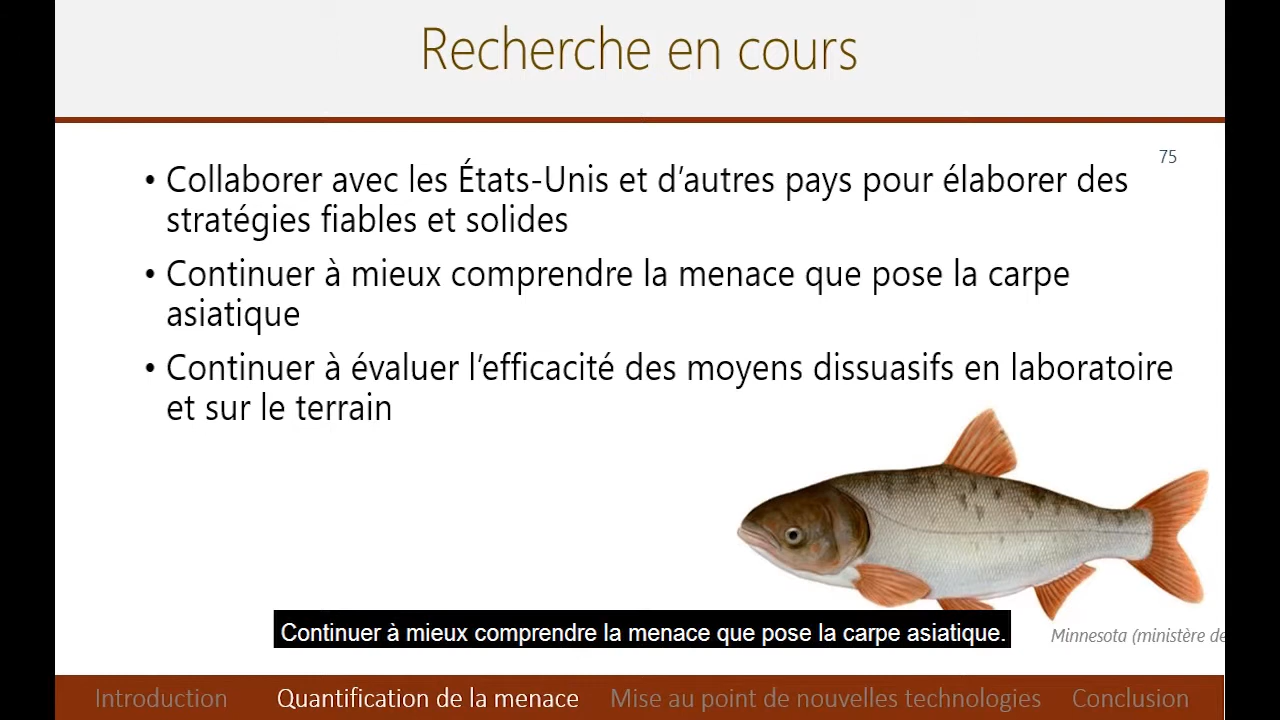 Recherche en cours
75
• Collaborer avec les États-Unis et d’autres pays pour élaborer des
stratégies fiables et solides
• Continuer à mieux comprendre la menace que pose la carpe
asiatique
• Continuer à évaluer l’efficacité des moyens dissuasifs en laboratoire
et sur le terrain
Continuer à mieux comprendre la menace que pose la carpe asiatique.
Minnesota (ministère de
Introduction Quantification de la menace Mise au point de nouvelles technologies Conclusion